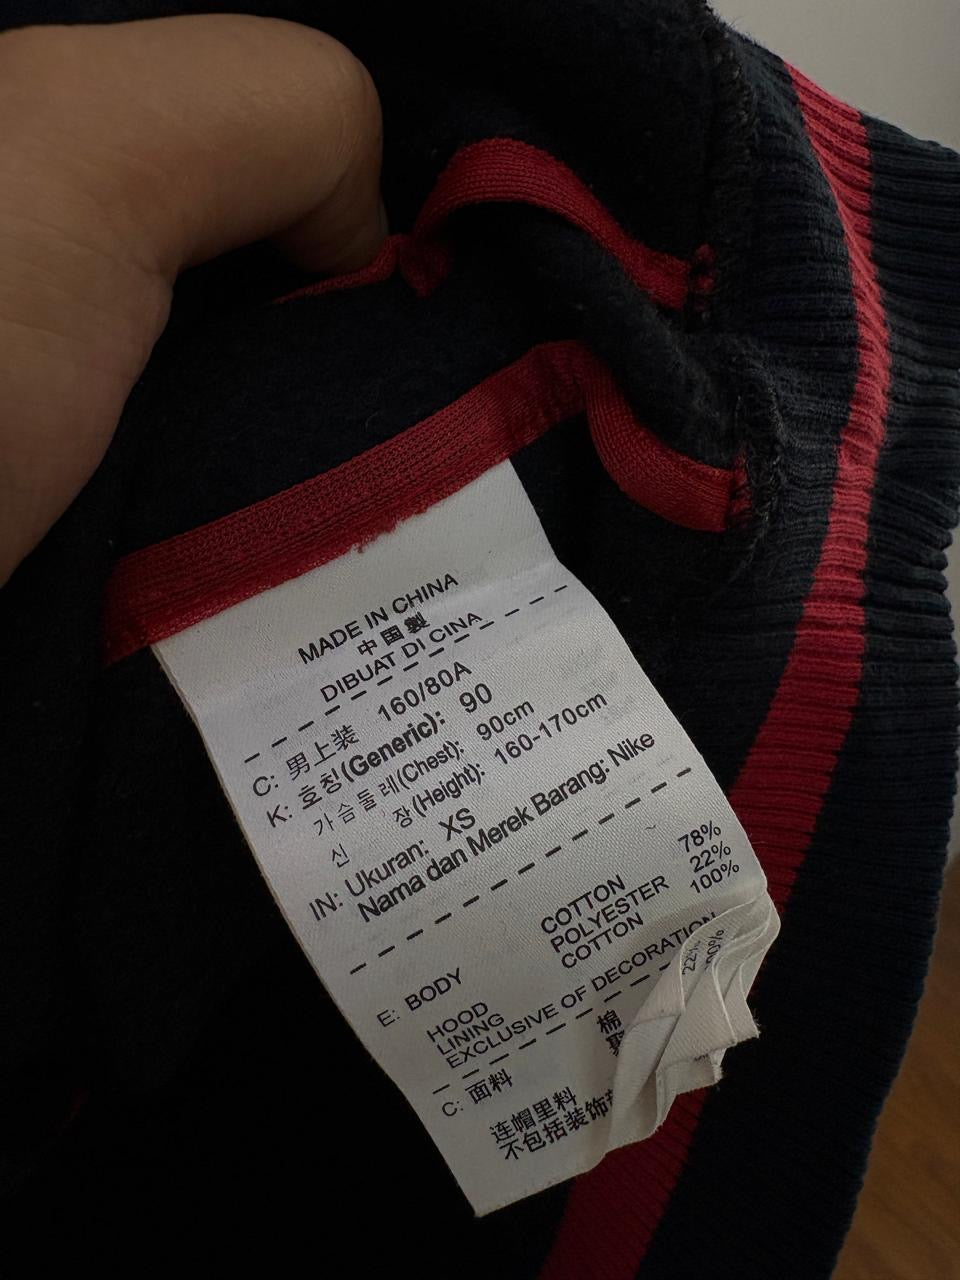 MADE IN CHINA
中国製
DIBUAT DI CINA
C: 男上装 160/80A
K: 호칭(Generic): 90
가슴둘레(Chest): 90cm
신 장(Height): 160-170cm
IN: Ukuran: XS
Nama dan Merek Barang: Nike
E: BODY COTTON 78%
POLYESTER 22%
HOOD LINING COTTON 100%
EXCLUSIVE OF DECORATION
C: 面料 棉
连帽里料
不包括装饰
22%